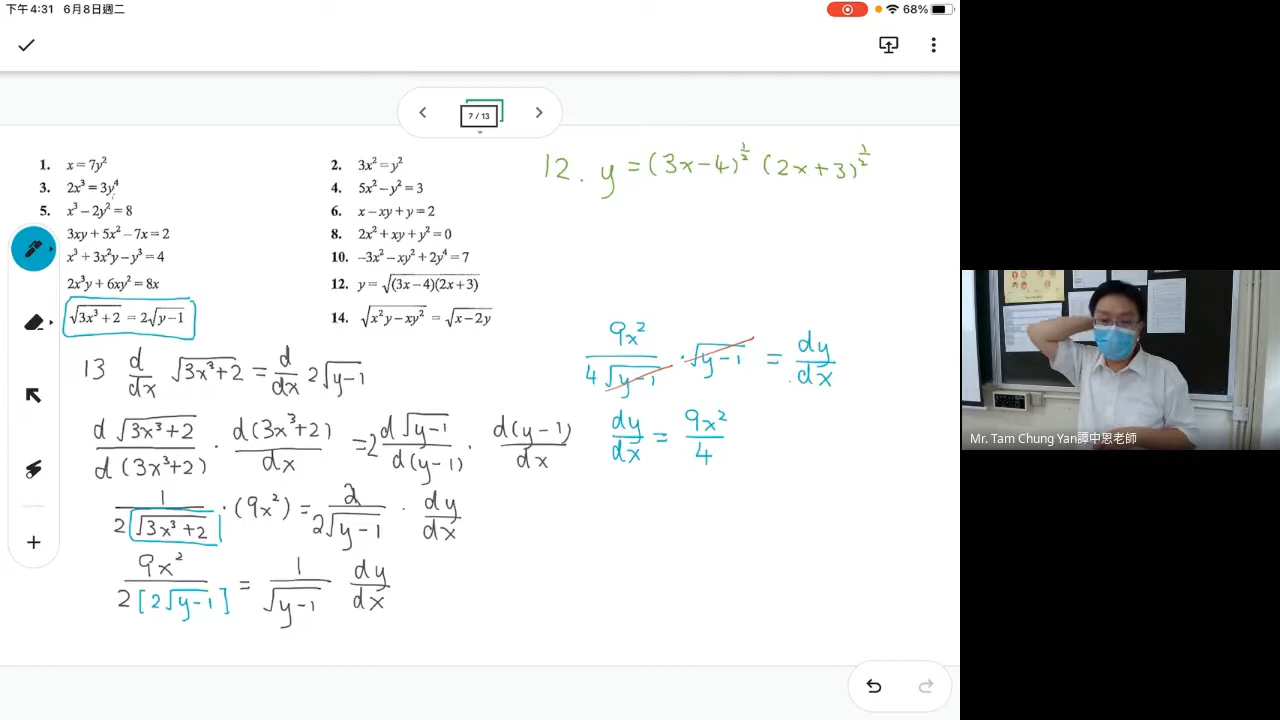 下午4:31 6月8日週二
68%
7 / 13
1. x = 7y²
2. 3x² = y²
3. 2x³ = 3y⁴
4. 5x² − y² = 3
5. x³ − 2y² = 8
6. x − xy + y = 2
3xy + 5x² − 7x = 2
8. 2x² + xy + y² = 0
x³ + 3x²y − y³ = 4
10. −3x² − xy² + 2y⁴ = 7
2x³y + 6xy² = 8x
12. y = √((3x − 4)(2x + 3))
√(3x³ + 2) = 2√(y − 1)
14. √(x²y − xy²) = √(x − 2y)
13 d/dx √(3x³+2) = d/dx 2√(y−1)
d√(3x³+2)/d(3x³+2) · d(3x³+2)/dx = 2 d√(y−1)/d(y−1) · d(y−1)/dx
1/(2√(3x³+2)) · (9x²) = 2/(2√(y−1)) · dy/dx
9x²/(2[2√(y−1)]) = 1/√(y−1) dy/dx
12. y = (3x−4)^½ (2x+3)^½
9x²/(4√(y−1)) · √(y−1) = dy/dx
dy/dx = 9x²/4
Mr. Tam Chung Yan譚中恩老師